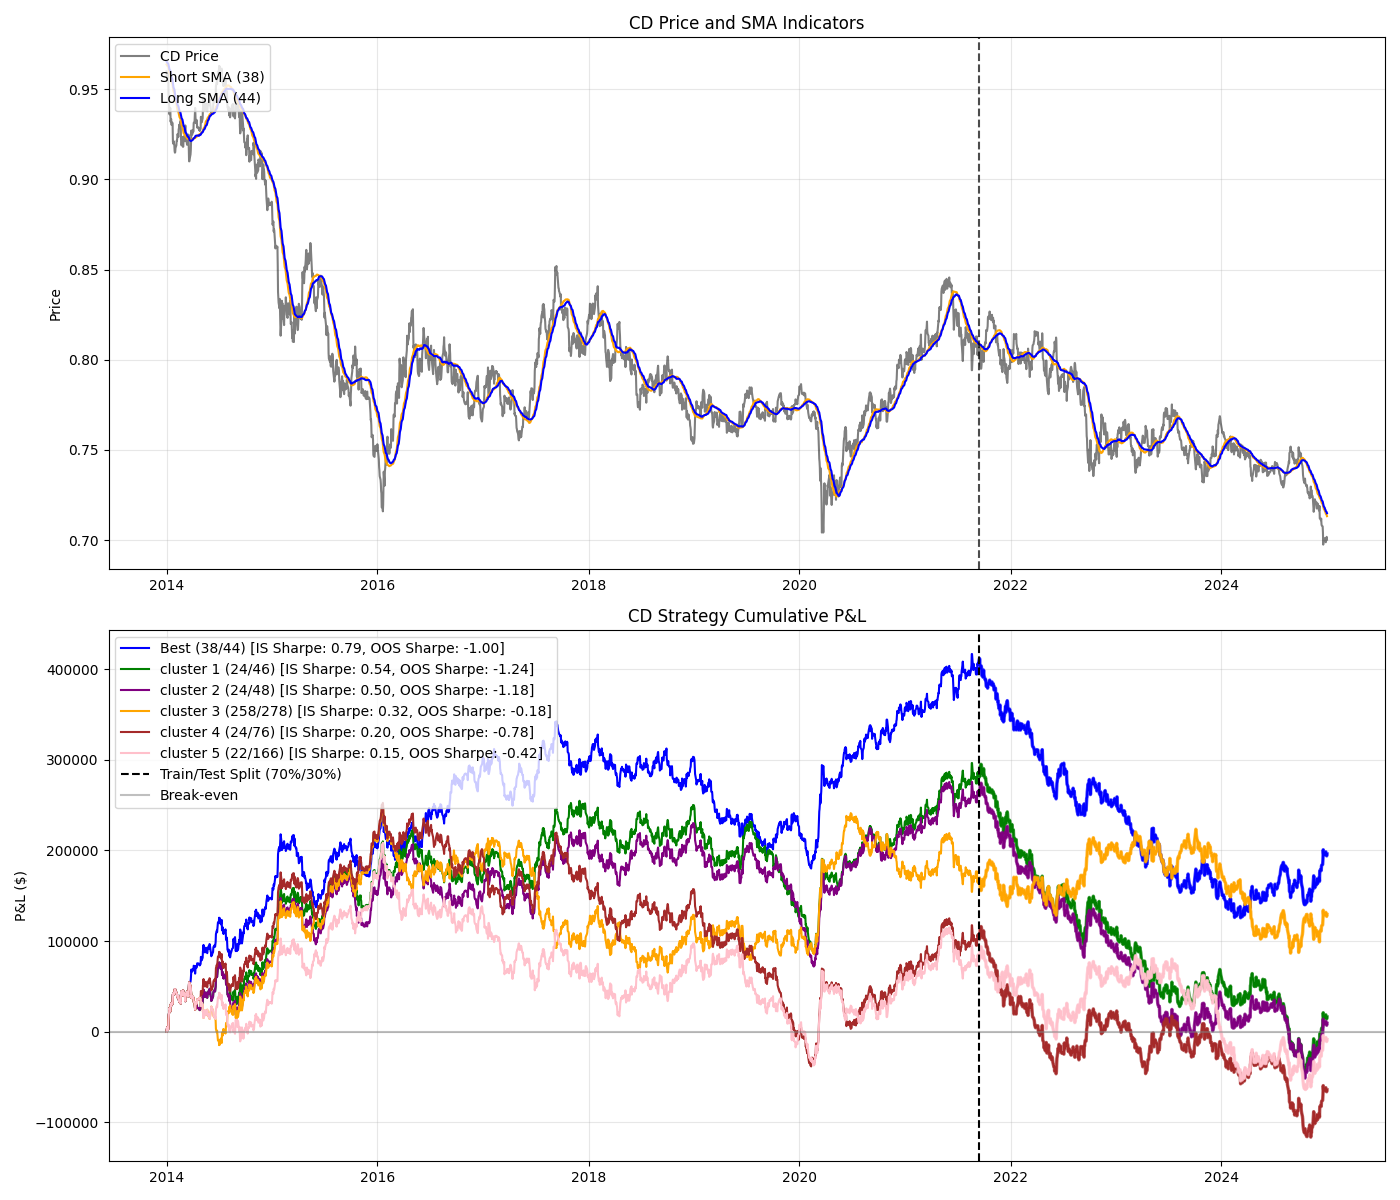 CD Price and SMA Indicators
CD Price
Short SMA (38)
Long SMA (44)
Price
0.95
0.90
0.85
0.80
0.75
0.70
2014 2016 2018 2020 2022 2024
CD Strategy Cumulative P&L
Best (38/44) [IS Sharpe: 0.79, OOS Sharpe: -1.00]
cluster 1 (24/46) [IS Sharpe: 0.54, OOS Sharpe: -1.24]
cluster 2 (24/48) [IS Sharpe: 0.50, OOS Sharpe: -1.18]
cluster 3 (258/278) [IS Sharpe: 0.32, OOS Sharpe: -0.18]
cluster 4 (24/76) [IS Sharpe: 0.20, OOS Sharpe: -0.78]
cluster 5 (22/166) [IS Sharpe: 0.15, OOS Sharpe: -0.42]
Train/Test Split (70%/30%)
Break-even
P&L ($)
400000
300000
200000
100000
0
−100000
2014 2016 2018 2020 2022 2024